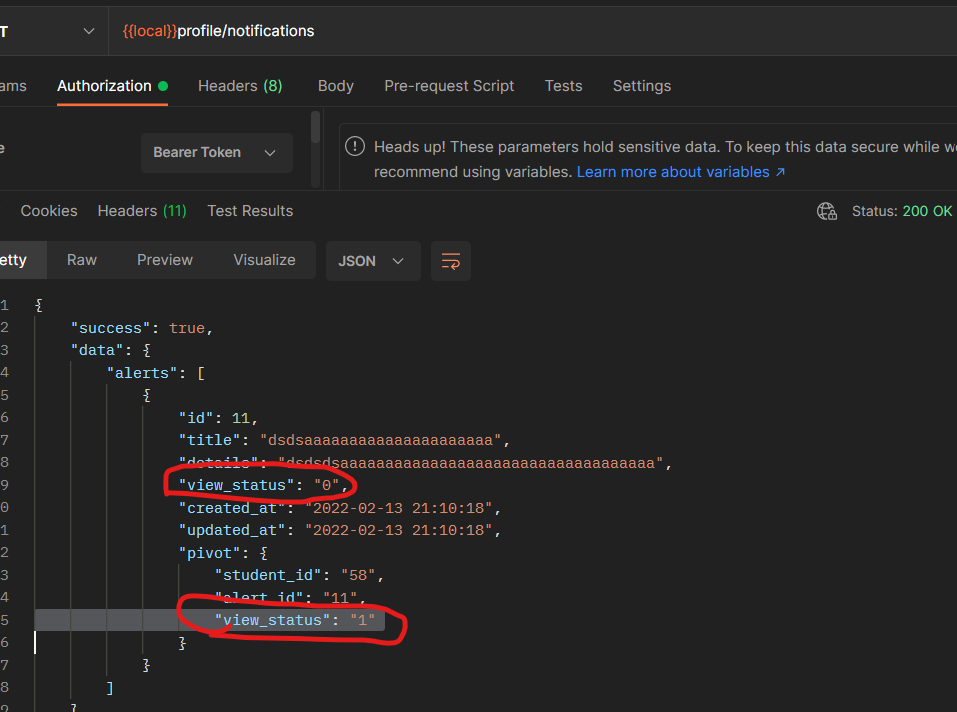 T {{local}}profile/notifications
ams Authorization Headers (8) Body Pre-request Script Tests Settings
e Bearer Token
Heads up! These parameters hold sensitive data. To keep this data secure while wo
recommend using variables. Learn more about variables ↗
Cookies Headers (11) Test Results Status: 200 OK
etty Raw Preview Visualize JSON
1 {
2 "success": true,
3 "data": {
4 "alerts": [
5 {
6 "id": 11,
7 "title": "dsdsaaaaaaaaaaaaaaaaaaaaa",
8 "details": "dsdsdsaaaaaaaaaaaaaaaaaaaaaaaaaaaaaaaaaaa",
9 "view_status": "0",
0 "created_at": "2022-02-13 21:10:18",
1 "updated_at": "2022-02-13 21:10:18",
2 "pivot": {
3 "student_id": "58",
4 "alert_id": "11",
5 "view_status": "1"
6 }
7 }
8 ]
9 }